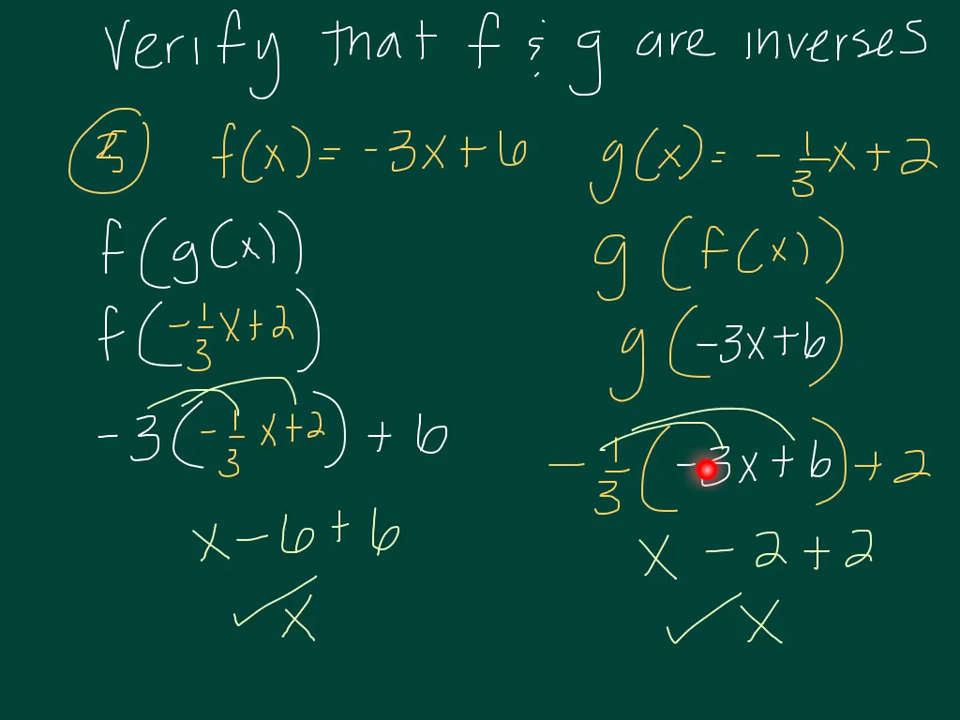 Verify that f & g are inverses
f(x) = -3x + 6
g(x) = -1/3x + 2
f(g(x))
f(-1/3x+2)
-3(-1/3x+2) + 6
x - 6 + 6
✓x
g(f(x))
g(-3x+6)
-1/3(-3x+6) + 2
x - 2 + 2
✓x